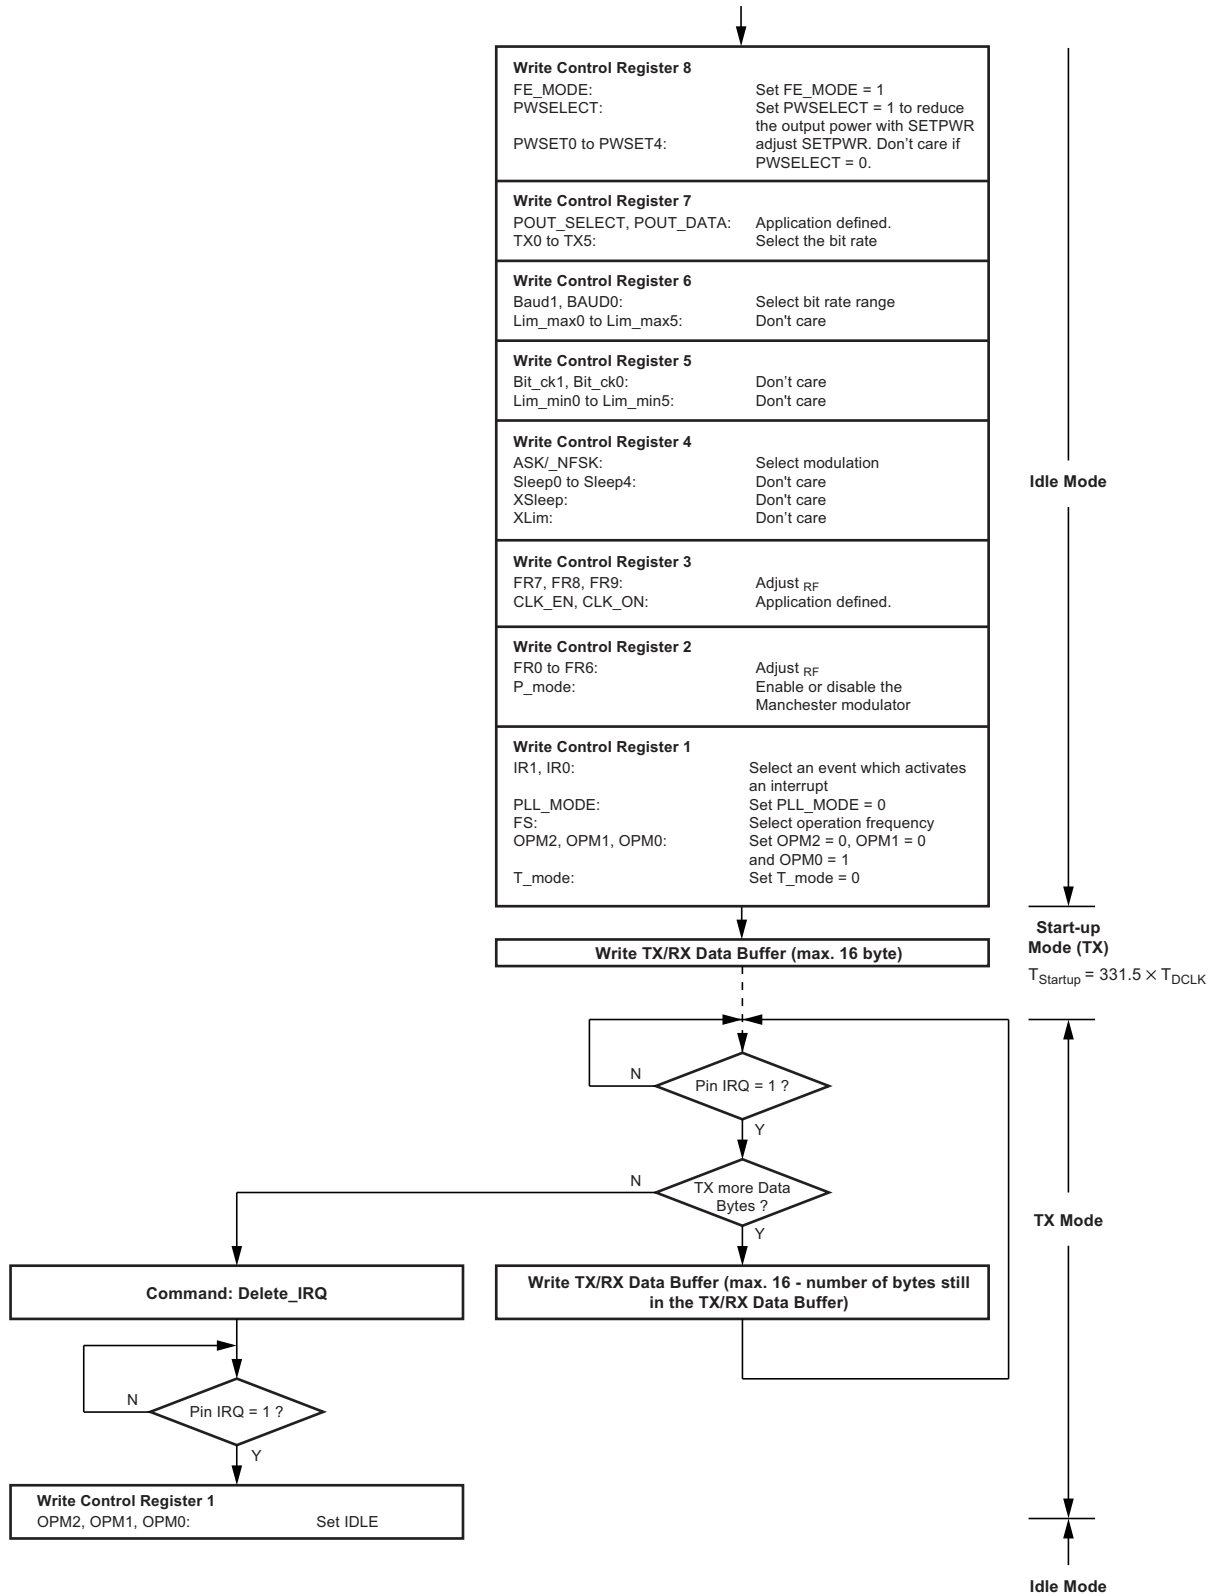 Write Control Register 8
FE_MODE: Set FE_MODE = 1
PWSELECT: Set PWSELECT = 1 to reduce
the output power with SETPWR
PWSET0 to PWSET4: adjust SETPWR. Don't care if
PWSELECT = 0.
Write Control Register 7
POUT_SELECT, POUT_DATA: Application defined.
TX0 to TX5: Select the bit rate
Write Control Register 6
Baud1, BAUD0: Select bit rate range
Lim_max0 to Lim_max5: Don't care
Write Control Register 5
Bit_ck1, Bit_ck0: Don't care
Lim_min0 to Lim_min5: Don't care
Write Control Register 4
ASK/_NFSK: Select modulation
Sleep0 to Sleep4: Don't care
XSleep: Don't care
XLim: Don't care
Idle Mode
Write Control Register 3
FR7, FR8, FR9: Adjust RF
CLK_EN, CLK_ON: Application defined.
Write Control Register 2
FR0 to FR6: Adjust RF
P_mode: Enable or disable the
Manchester modulator
Write Control Register 1
IR1, IR0: Select an event which activates
an interrupt
PLL_MODE: Set PLL_MODE = 0
FS: Select operation frequency
OPM2, OPM1, OPM0: Set OPM2 = 0, OPM1 = 0
and OPM0 = 1
T_mode: Set T_mode = 0
Start-up
Mode (TX)
TStartup = 331.5 × TDCLK
Write TX/RX Data Buffer (max. 16 byte)
N
Pin IRQ = 1 ?
Y
N
TX more Data
Bytes ?
Y
TX Mode
Command: Delete_IRQ
Write TX/RX Data Buffer (max. 16 - number of bytes still
in the TX/RX Data Buffer)
N
Pin IRQ = 1 ?
Y
Write Control Register 1
OPM2, OPM1, OPM0: Set IDLE
Idle Mode